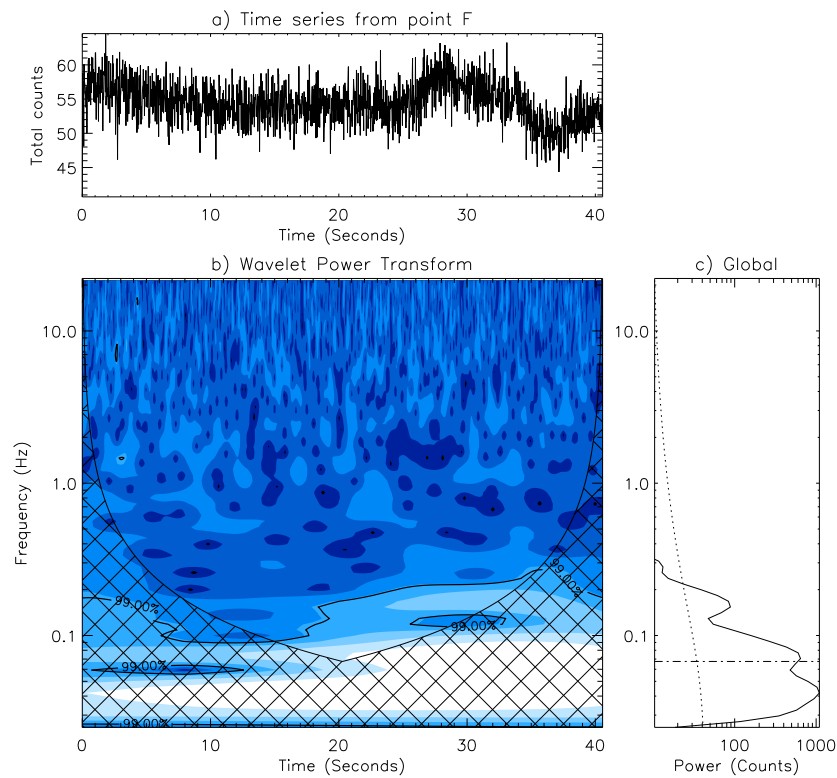 a) Time series from point F
Total counts
60
55
50
45
0 10 20 30 40
Time (Seconds)
b) Wavelet Power Transform
c) Global
Frequency (Hz)
10.0
1.0
0.1
99.00%
99.00%
99.00%
99.00%
99.00%
0 10 20 30 40
Time (Seconds)
10.0
1.0
0.1
100 1000
Power (Counts)